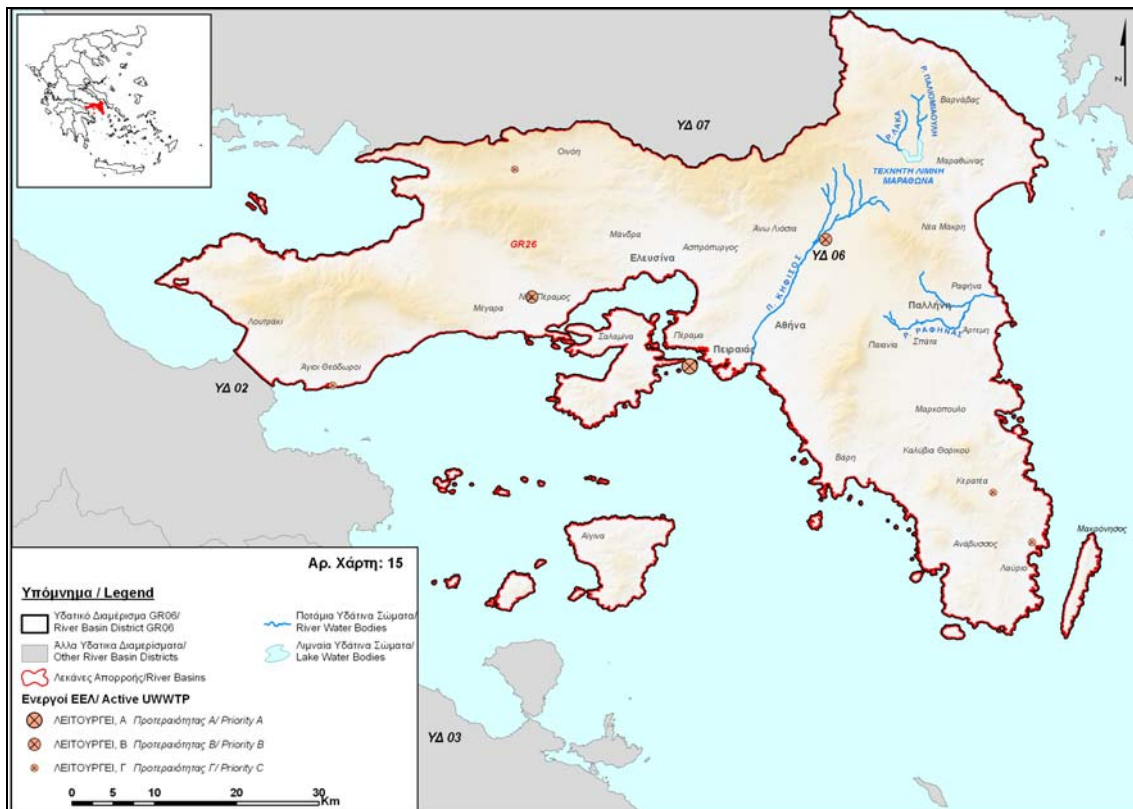 Ζ
ΥΔ 07
Ρ. ΠΑΛΙΟΜΙΑΟΥΛΗ
Βαρνάβας
Ρ. ΛΑΚΑ
Οινόη
Μαραθώνας
ΤΕΧΝΗΤΗ ΛΙΜΝΗ
ΜΑΡΑΘΩΝΑ
Μάνδρα
Άνω Λιόσια
Νέα Μάκρη
GR26
Ασπρόπυργος
Ελευσίνα
ΥΔ 06
Π. ΚΗΦΙΣΟΣ
Ραφήνα
Ν. Πέραμος
Παλλήνη
Μέγαρα
Λουτράκι
Σαλαμίνα
Πέραμα
Αθήνα
Ρ. ΡΑΦΗΝΑΣ
Άρτεμη
Πειραιάς
Παιανία
Σπάτα
Άγιοι Θεόδωροι
ΥΔ 02
Μαρκόπουλο
Βάρη
Καλύβια Θορικού
Κερατέα
Μακρόνησος
Αίγινα
Ανάβυσσος
Λαύριο
ΥΔ 03
Αρ. Χάρτη: 15
Υπόμνημα / Legend
Υδατικό Διαμέρισμα GR06/
River Basin District GR06
Ποτάμια Υδάτινα Σώματα/
River Water Bodies
Άλλα Υδατικα Διαμερίσματα/
Other River Basin Districts
Λιμναία Υδάτινα Σώματα/
Lake Water Bodies
Λεκάνες Απορροής/River Basins
Ενεργοί ΕΕΛ/ Active UWWTP
ΛΕΙΤΟΥΡΓΕΙ, Α Προτεραιότητας Α/ Priority A
ΛΕΙΤΟΥΡΓΕΙ, Β Προτεραιότητας Β/ Priority B
ΛΕΙΤΟΥΡΓΕΙ, Γ Προτεραιότητας Γ/ Priority C
0 10 20 30
Km